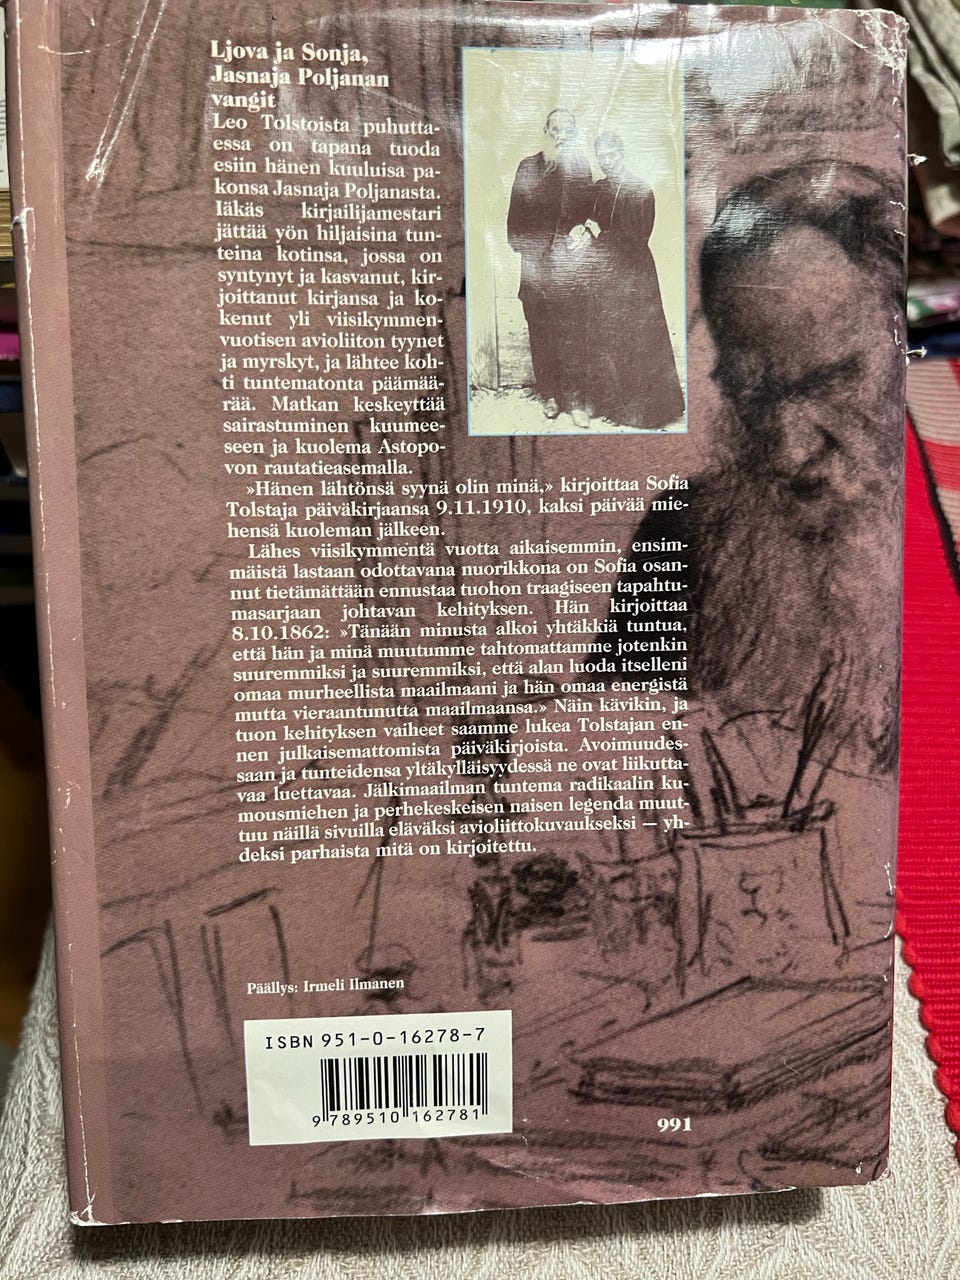 Ljova ja Sonja,
Jasnaja Poljanan
vangit
Leo Tolstoista puhutta-
essa on tapana tuoda
esiin hänen kuuluisa pa-
konsa Jasnaja Poljanasta.
Iäkäs kirjailijamestari
jättää yön hiljaisina tun-
teina kotinsa, jossa on
syntynyt ja kasvanut, kir-
joittanut kirjansa ja ko-
kenut yli viisikymmen-
vuotisen avioliiton tyynet
ja myrskyt, ja lähtee koh-
ti tuntematonta päämää-
rää. Matkan keskeyttää
sairastuminen kuumee-
seen ja kuolema Astopo-
von rautatieasemalla.
»Hänen lähtönsä syynä olin minä,» kirjoittaa Sofia
Tolstaja päiväkirjaansa 9.11.1910, kaksi päivää mie-
hensä kuoleman jälkeen.
Lähes viisikymmentä vuotta aikaisemmin, ensim-
mäistä lastaan odottavana nuorikkona on Sofia osan-
nut tietämättään ennustaa tuohon traagiseen tapahtu-
masarjaan johtavan kehityksen. Hän kirjoittaa
8.10.1862: »Tänään minusta alkoi yhtäkkiä tuntua,
että hän ja minä muutumme tahtomattamme jotenkin
suuremmiksi ja suuremmiksi, että alan luoda itselleni
omaa murheellista maailmaani ja hän omaa energistä
mutta vieraantunutta maailmaansa.» Näin kävikin, ja
tuon kehityksen vaiheet saamme lukea Tolstajan en-
nen julkaisemattomista päiväkirjoista. Avoimuudes-
saan ja tunteidensa yltäkylläisyydessä ne ovat liikutta-
vaa luettavaa. Jälkimaailman tuntema radikaalin ku-
mousmiehen ja perhekeskeisen naisen legenda muut-
tuu näillä sivuilla eläväksi avioliittokuvaukseksi — yh-
deksi parhaista mitä on kirjoitettu.
Päällys: Irmeli Ilmanen
ISBN 951-0-16278-7
9 789510 162781
991